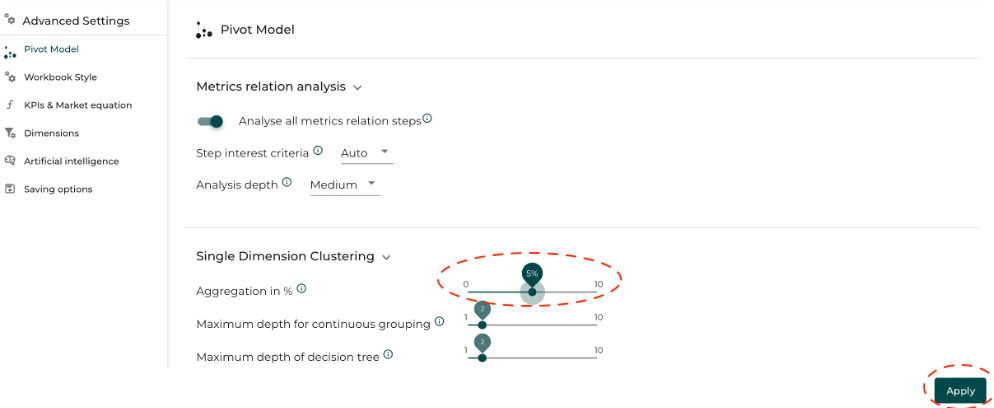 Advanced Settings
Pivot Model
Workbook Style
KPIs & Market equation
Dimensions
Artificial intelligence
Saving options
Pivot Model
Metrics relation analysis
Analyse all metrics relation steps
Step interest criteria Auto
Analysis depth Medium
Single Dimension Clustering
5%
Aggregation in % 0 10
2
Maximum depth for continuous grouping 1 10
2
Maximum depth of decision tree 1 10
Apply